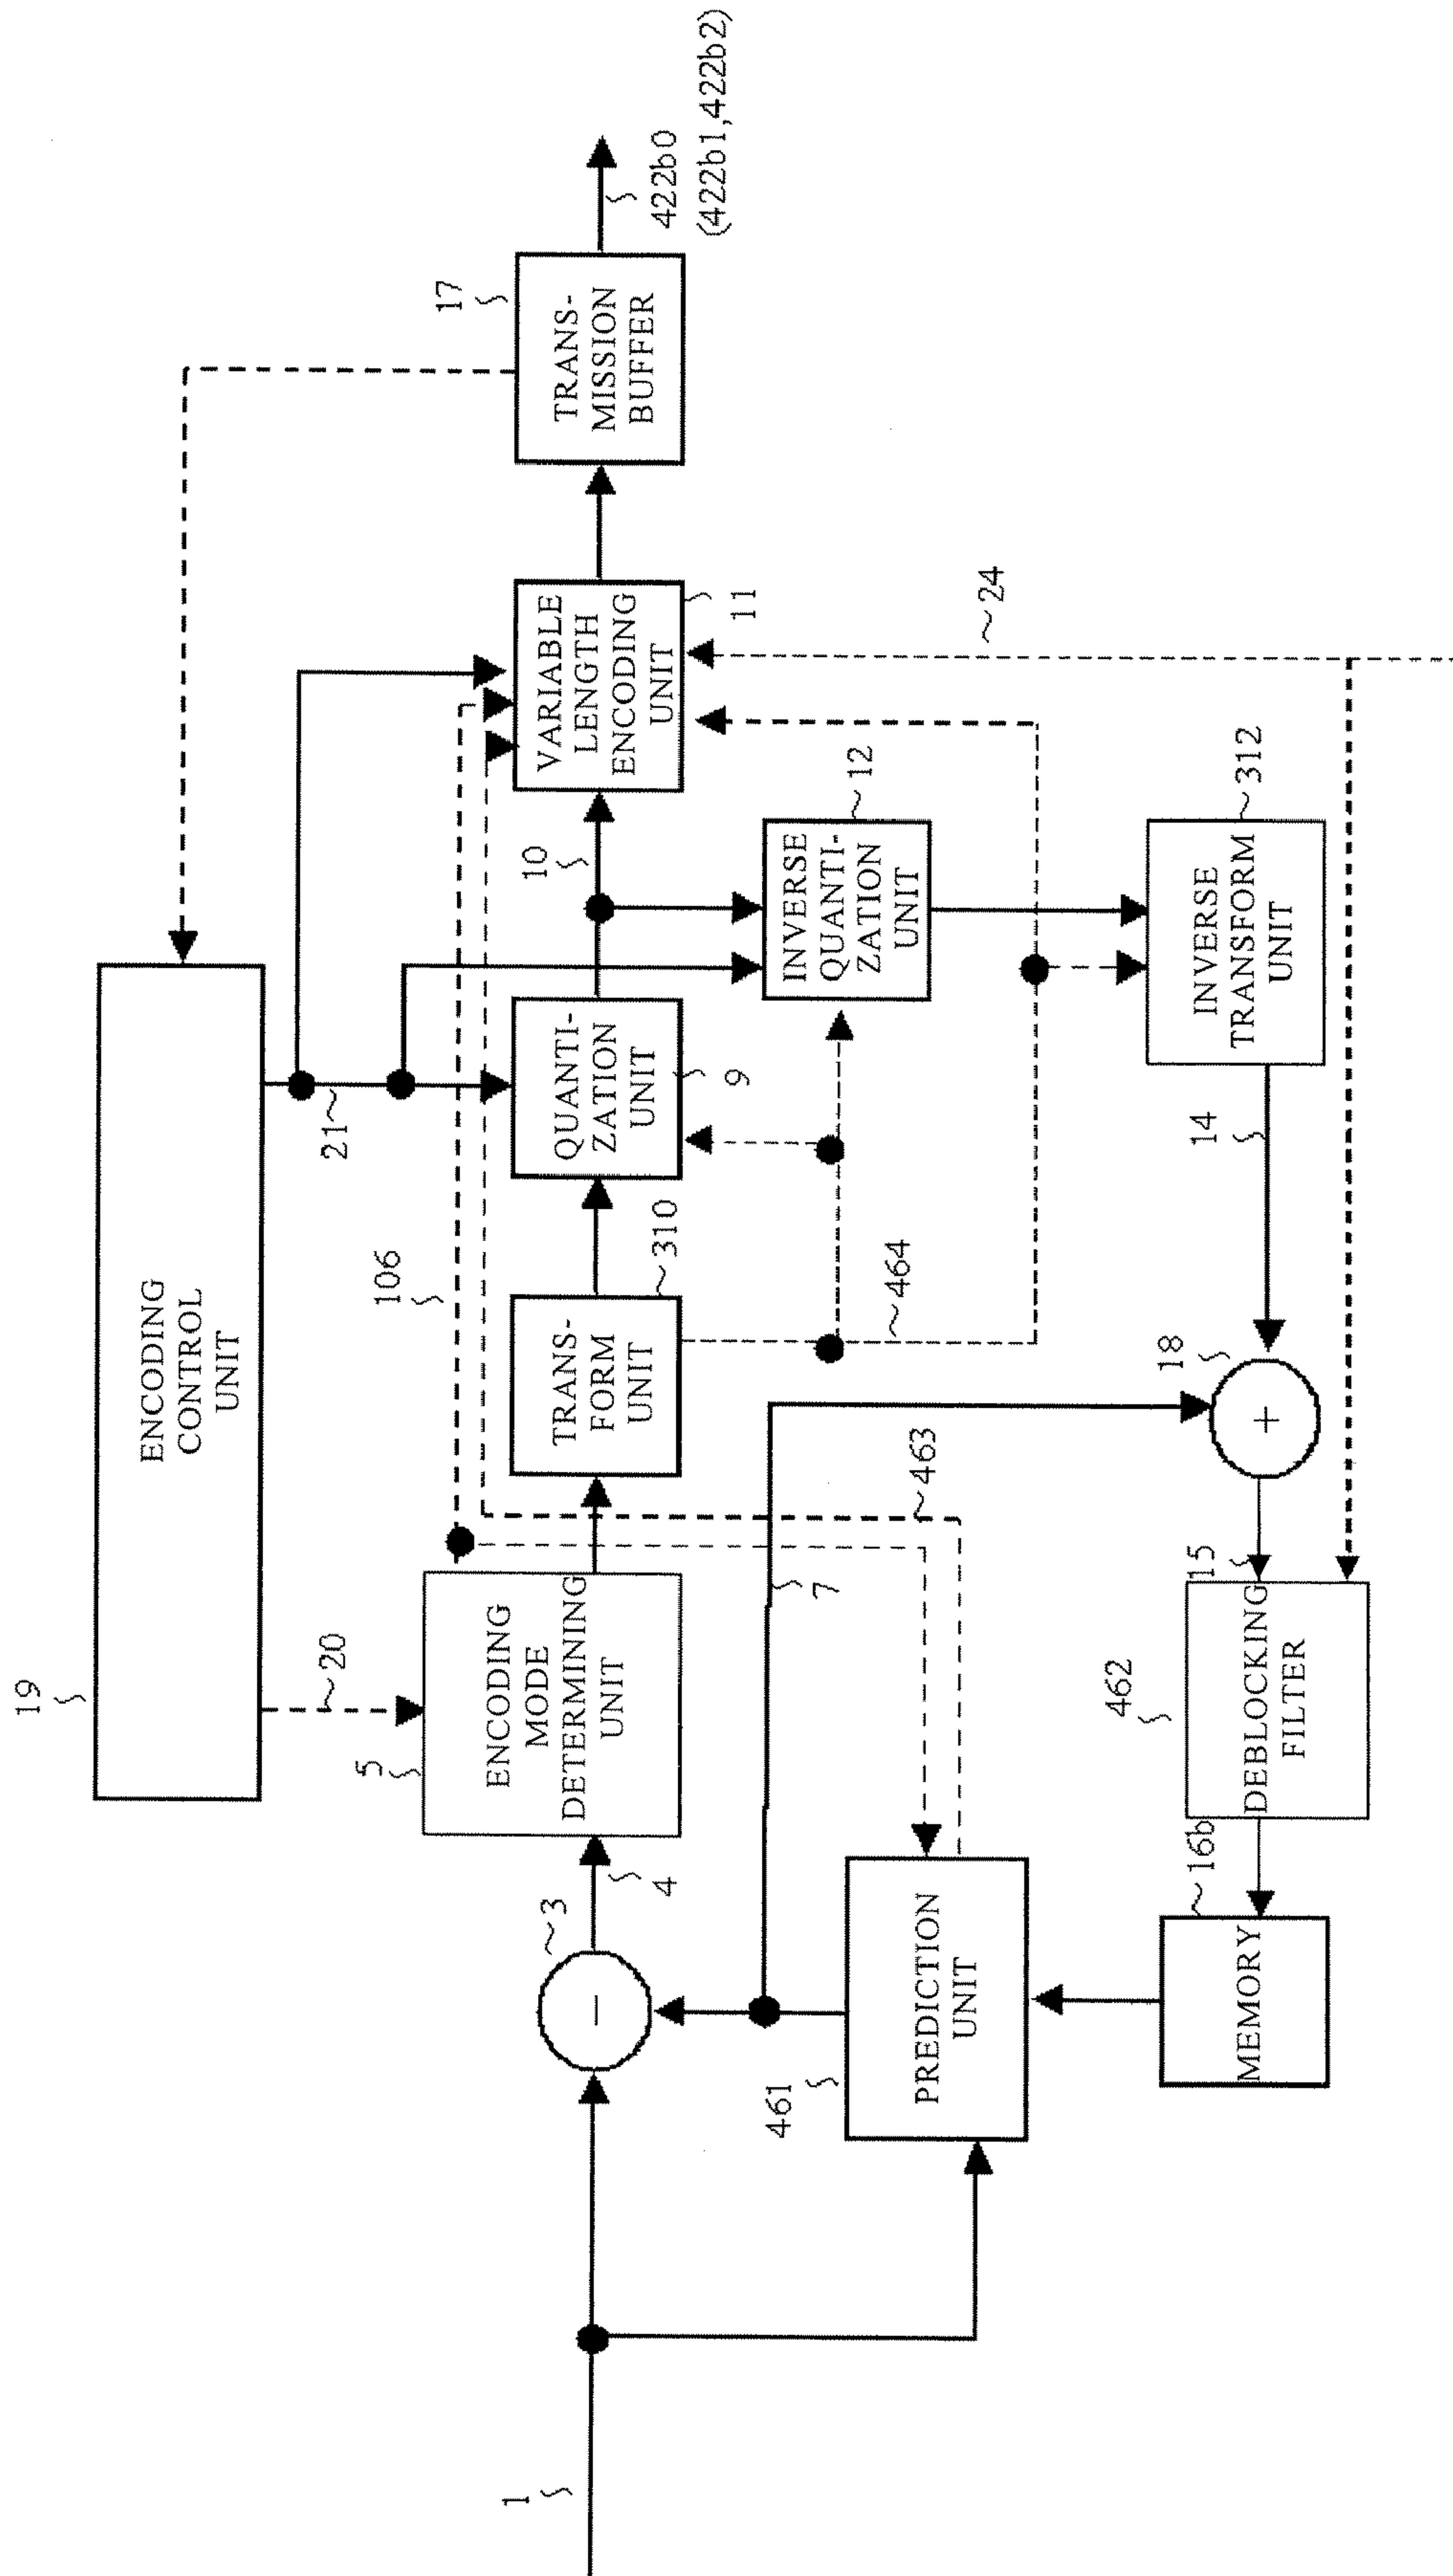 19
ENCODING
CONTROL
UNIT
20
21
106
17
TRANS-
MISSION
BUFFER
422b0
(422b1,422b2)
1
3
4
5
ENCODING
MODE
DETERMINING
UNIT
TRANS-
FORM
UNIT
310
QUANTI-
ZATION
UNIT
9
10
VARIABLE
LENGTH
ENCODING
UNIT
11
24
INVERSE
QUANTI-
ZATION
UNIT
12
464
463
7
461
PREDICTION
UNIT
INVERSE
TRANSFORM
UNIT
312
14
18
+
−
15
462
DEBLOCKING
FILTER
16b
MEMORY